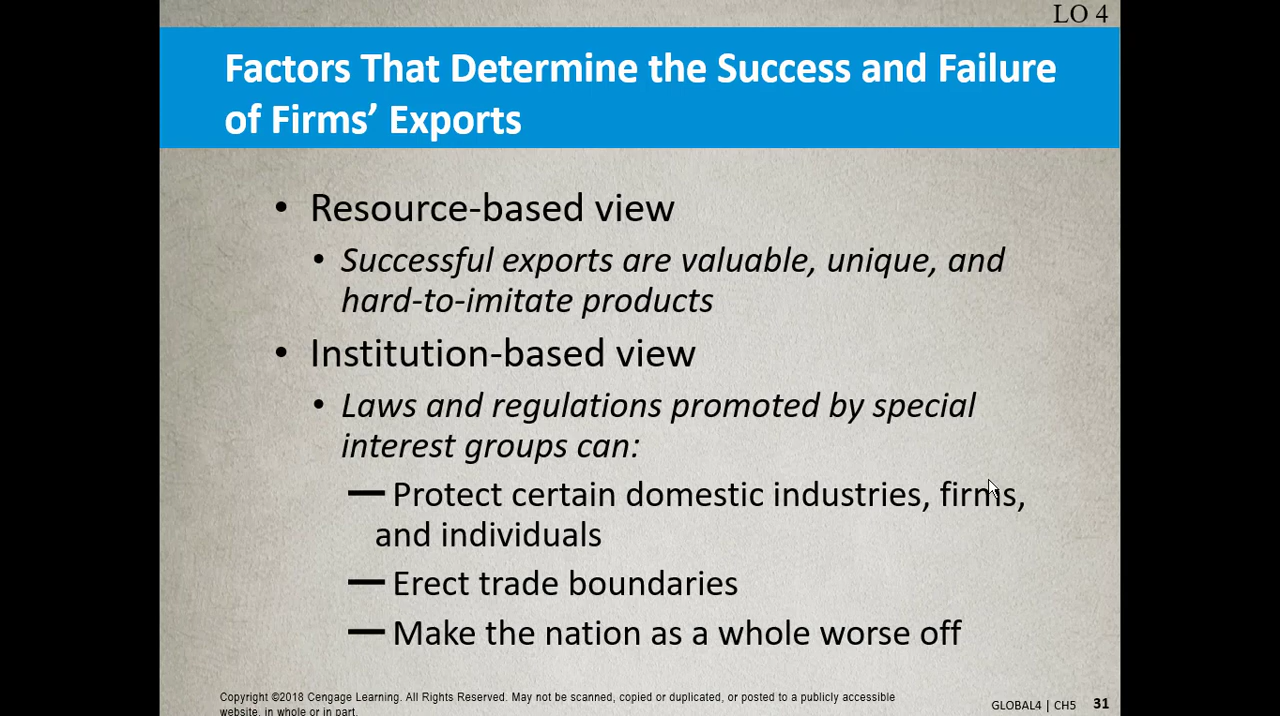 LO 4
Factors That Determine the Success and Failure
of Firms’ Exports
• Resource-based view
• Successful exports are valuable, unique, and
hard-to-imitate products
• Institution-based view
• Laws and regulations promoted by special
interest groups can:
— Protect certain domestic industries, firms,
and individuals
— Erect trade boundaries
— Make the nation as a whole worse off
Copyright ©2018 Cengage Learning. All Rights Reserved. May not be scanned, copied or duplicated, or posted to a publicly accessible
website, in whole or in part.
GLOBAL4 | CH5 31